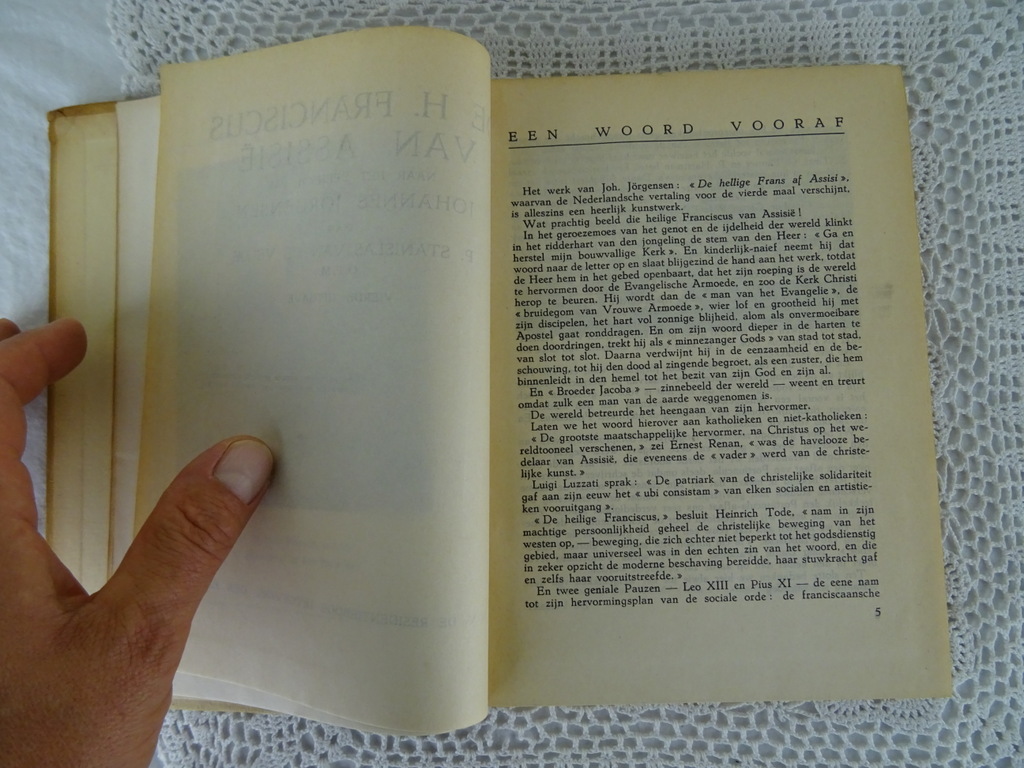 H. FRANCISCUS
VAN ASSISIË
JOHANNES
EEN WOORD VOORAF
Het werk van Joh. Jörgensen : « De hellige Frans af Assisi »,
waarvan de Nederlandsche vertaling voor de vierde maal verschijnt,
is alleszins een heerlijk kunstwerk.
Wat prachtig beeld die heilige Franciscus van Assisië !
In het geroezemoes van het genot en de ijdelheid der wereld klinkt
in het ridderhart van den jongeling de stem van den Heer : « Ga en
herstel mijn bouwvallige Kerk ». En kinderlijk-naief neemt hij dat
woord naar de letter op en slaat blijgezind de hand aan het werk, totdat
de Heer hem in het gebed openbaart, dat het zijn roeping is de wereld
te hervormen door de Evangelische Armoede, en zoo de Kerk Christi
herop te beuren. Hij wordt dan de « man van het Evangelie », de
« bruidegom van Vrouwe Armoede », wier lof en grootheid hij met
zijn discipelen, het hart vol zonnige blijheid, alom als onvermoeibare
Apostel gaat ronddragen. En om zijn woord dieper in de harten te
doen doordringen, trekt hij als « minnezanger Gods » van stad tot stad,
van slot tot slot. Daarna verdwijnt hij in de eenzaamheid en de be-
schouwing, tot hij den dood al zingende begroet, als een zuster, die hem
binnenleidt in den hemel tot het bezit van zijn God en zijn al.
En « Broeder Jacoba » — zinnebeeld der wereld — weent en treurt
omdat zulk een man van de aarde weggenomen is.
De wereld betreurde het heengaan van zijn hervormer.
Laten we het woord hierover aan katholieken en niet-katholieken :
« De grootste maatschappelijke hervormer, na Christus op het we-
reldtooneel verschenen, » zei Ernest Renan, « was de havelooze be-
delaar van Assisië, die eveneens de « vader » werd van de christe-
lijke kunst. »
Luigi Luzzati sprak : « De patriark van de christelijke solidariteit
gaf aan zijn eeuw het « ubi consistam » van elken socialen en artistie-
ken vooruitgang ».
« De heilige Franciscus, » besluit Heinrich Tode, « nam in zijn
machtige persoonlijkheid geheel de christelijke beweging van het
westen op, — beweging, die zich echter niet beperkt tot het godsdienstig
gebied, maar universeel was in den echten zin van het woord, en die
in zeker opzicht de moderne beschaving bereidde, haar stuwkracht gaf
en zelfs haar vooruitstreefde. »
En twee geniale Pauzen — Leo XIII en Pius XI — de eene nam
tot zijn hervormingsplan van de sociale orde : de franciscaansche
5